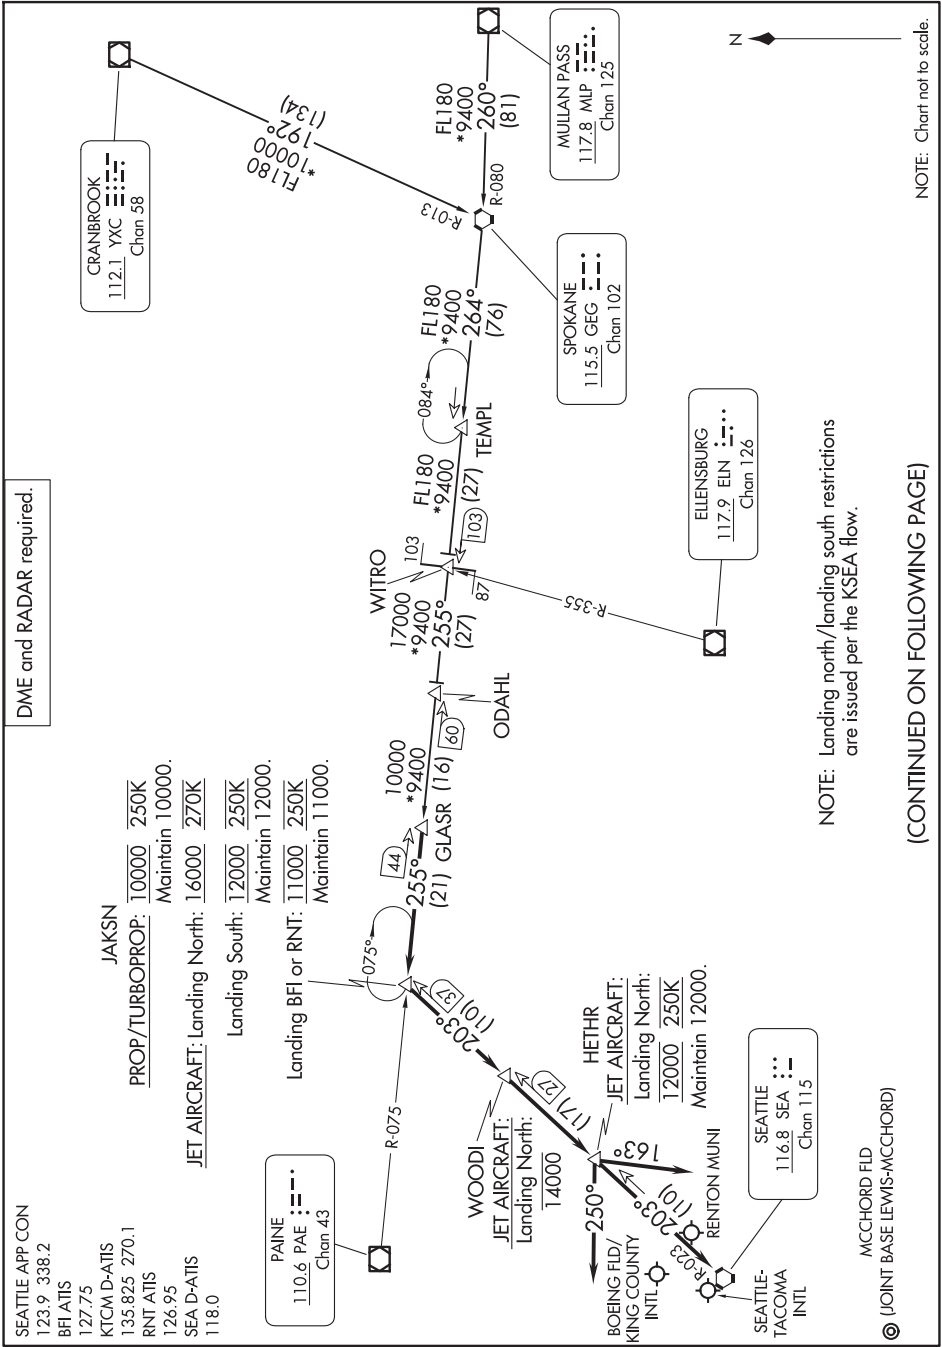 DME and RADAR required.
SEATTLE APP CON
123.9 338.2
BFI ATIS
127.75
KTCM D-ATIS
135.825 270.1
RNT ATIS
126.95
SEA D-ATIS
118.0
JAKSN
PROP/TURBOPROP: 10000 250K
Maintain 10000.
JET AIRCRAFT: Landing North: 16000 270K
Landing South: 12000 250K
Maintain 12000.
Landing BFI or RNT: 11000 250K
Maintain 11000.
CRANBROOK
112.1 YXC
Chan 58
FL180
*10000
192°
(134)
R-013
MULLAN PASS
117.8 MLP
Chan 125
FL180
*9400
260°
(81)
R-080
SPOKANE
115.5 GEG
Chan 102
FL180
*9400
264°
(76)
084°
TEMPL
FL180
*9400
(27)
103
103
WITRO
87
R-355
ELLENSBURG
117.9 ELN
Chan 126
17000
*9400
255°
(27)
ODAHL
60
10000
*9400
(16)
GLASR
44
255°
(21)
075°
PAINE
110.6 PAE
Chan 43
R-075
37
203°
(10)
WOODI
JET AIRCRAFT:
Landing North:
14000
27
(17)
HETHR
JET AIRCRAFT:
Landing North:
12000 250K
Maintain 12000.
250°
163°
203°
(10)
R-023
BOEING FLD/
KING COUNTY
INTL
RENTON MUNI
SEATTLE-
TACOMA
INTL
SEATTLE
116.8 SEA
Chan 115
MCCHORD FLD
(JOINT BASE LEWIS-MCCHORD)
N
NOTE: Chart not to scale.
NOTE: Landing north/landing south restrictions
are issued per the KSEA flow.
(CONTINUED ON FOLLOWING PAGE)